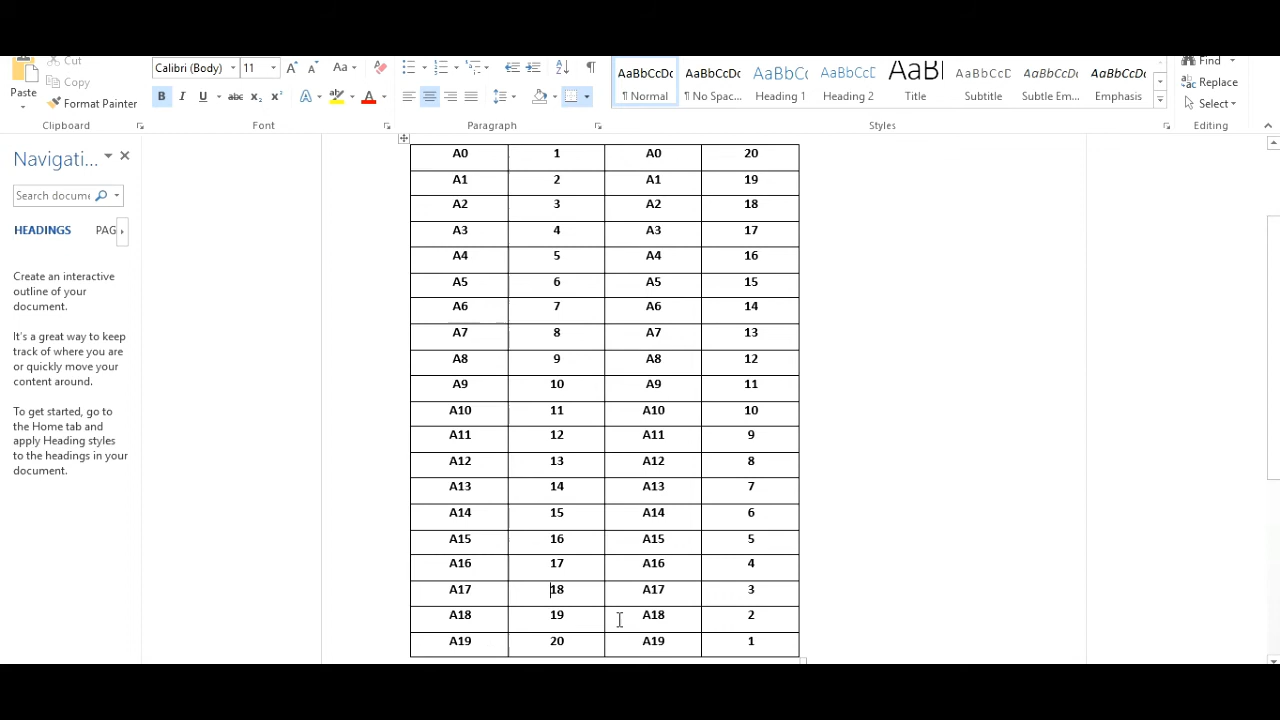 Cut
Copy
Paste
Format Painter
Clipboard
Calibri (Body) 11
Aa
B I U abc x₂ x² A A
Font
Paragraph
AaBbCcDc AaBbCcDc AaBbCc AaBbCcC AaBl AaBbCcD AaBbCcDc AaBbCcDc
¶ Normal ¶ No Spac... Heading 1 Heading 2 Title Subtitle Subtle Em... Emphasis
Styles
Find
Replace
Select
Editing
Navigati...
Search docume
HEADINGS PAG
Create an interactive
outline of your
document.
It's a great way to keep
track of where you are
or quickly move your
content around.
To get started, go to
the Home tab and
apply Heading styles
to the headings in your
document.
A0 1 A0 20
A1 2 A1 19
A2 3 A2 18
A3 4 A3 17
A4 5 A4 16
A5 6 A5 15
A6 7 A6 14
A7 8 A7 13
A8 9 A8 12
A9 10 A9 11
A10 11 A10 10
A11 12 A11 9
A12 13 A12 8
A13 14 A13 7
A14 15 A14 6
A15 16 A15 5
A16 17 A16 4
A17 18 A17 3
A18 19 A18 2
A19 20 A19 1